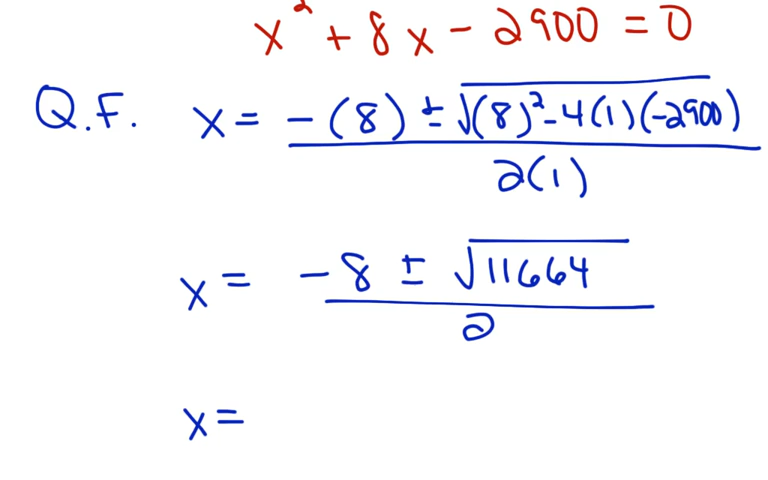 x² + 8x - 2900 = 0
Q.F. x = -(8) ± √(8)² - 4(1)(-2900)
2(1)
x = -8 ± √11664
2
x =